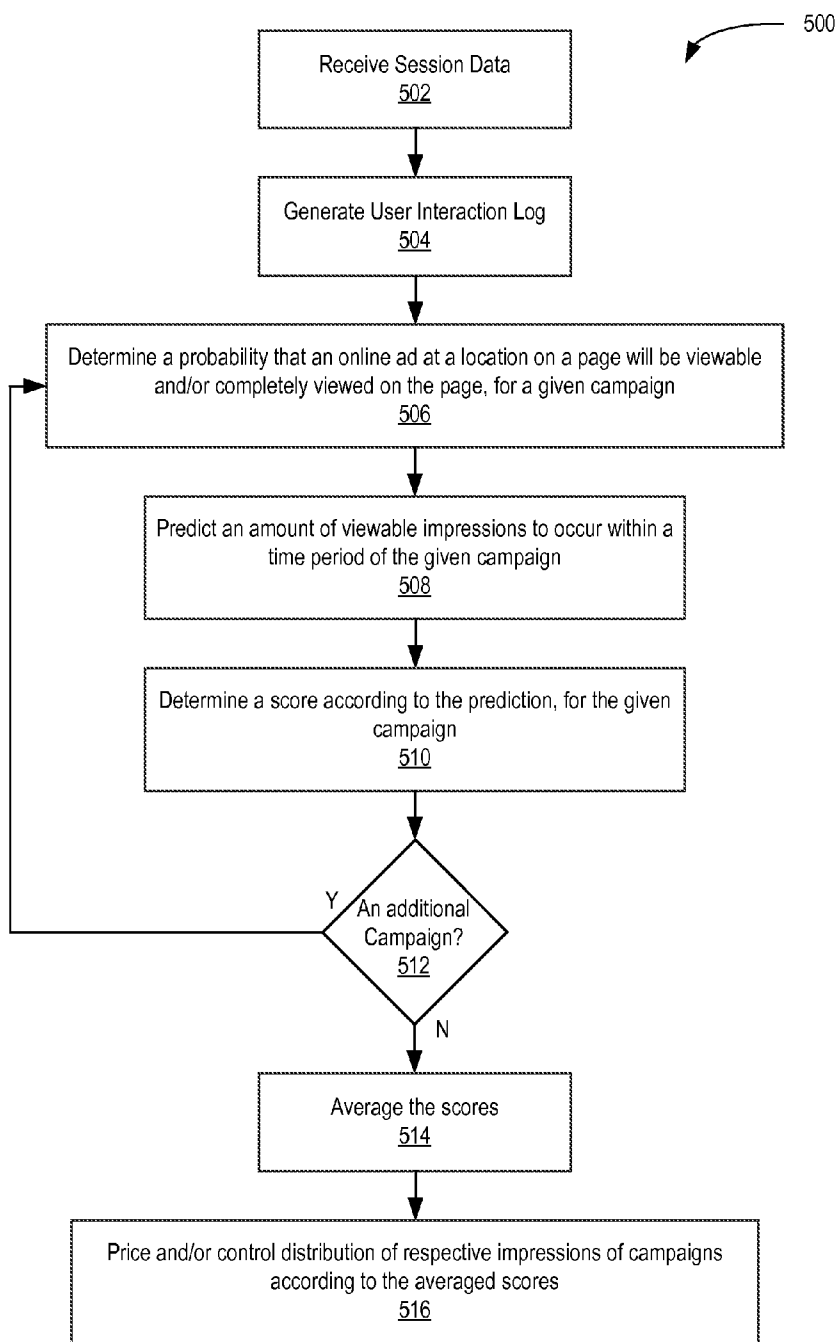 500
Receive Session Data
502
Generate User Interaction Log
504
Determine a probability that an online ad at a location on a page will be viewable
and/or completely viewed on the page, for a given campaign
506
Predict an amount of viewable impressions to occur within a
time period of the given campaign
508
Determine a score according to the prediction, for the given
campaign
510
Y
An additional
Campaign?
512
N
Average the scores
514
Price and/or control distribution of respective impressions of campaigns
according to the averaged scores
516